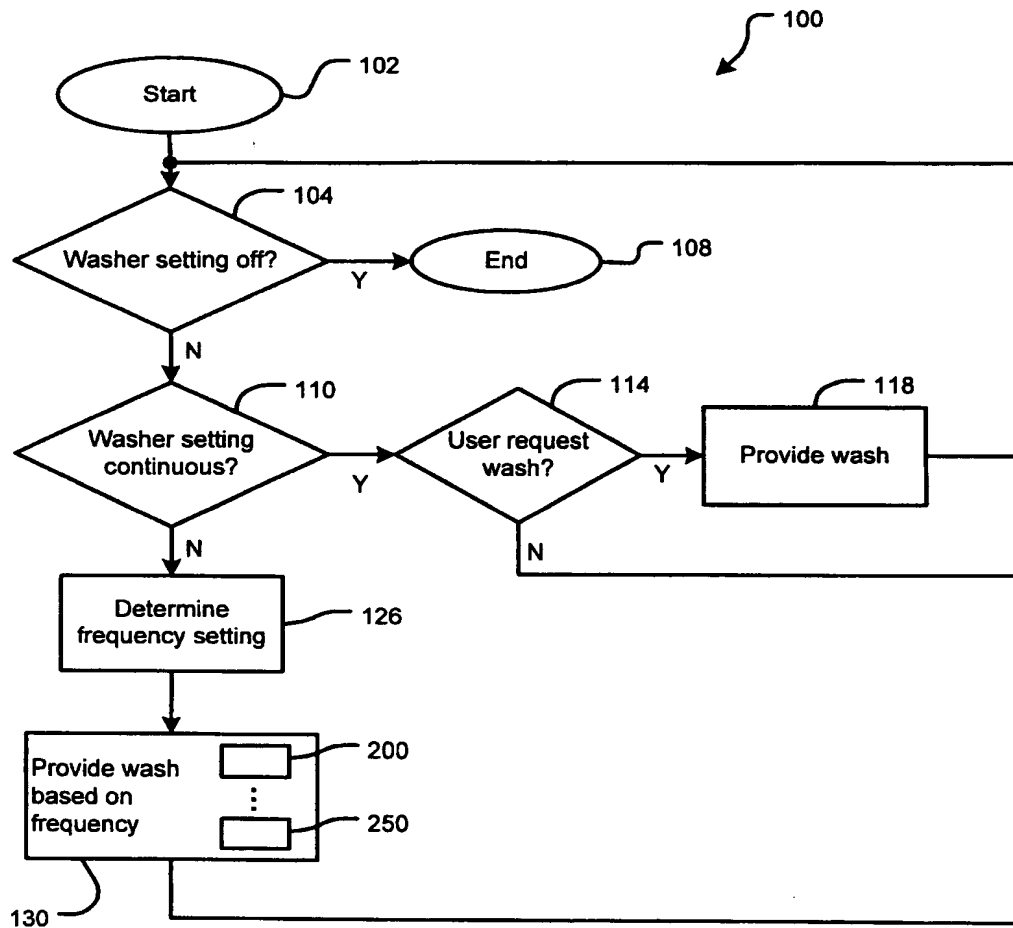 100
102
Start
104
Washer setting off?
Y
End
108
N
110
Washer setting
continuous?
Y
114
User request
wash?
Y
118
Provide wash
N
N
Determine
frequency setting
126
Provide wash
based on
frequency
200
250
130